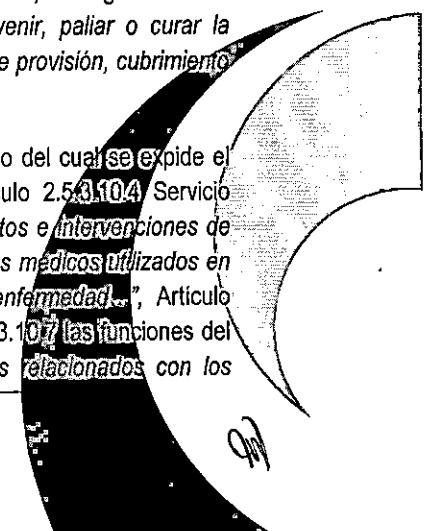 venir, paliar o curar la
e provisión, cubrimiento
o del cual se expide el
ulo 2.5.3.10.4 Servicio
tos e intervenciones de
s médicos utilizados en
enfermedad...", Articulo
3.10.7 las funciones del
s relacionados con los